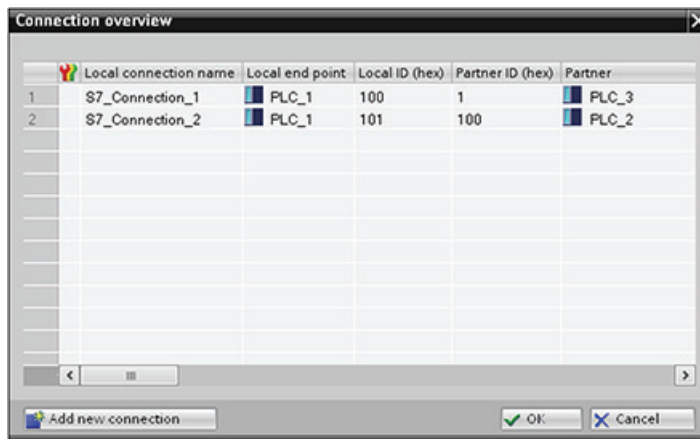 Connection overview
Local connection name Local end point Local ID (hex) Partner ID (hex) Partner
1 S7_Connection_1 PLC_1 100 1 PLC_3
2 S7_Connection_2 PLC_1 101 100 PLC_2
Add new connection OK Cancel